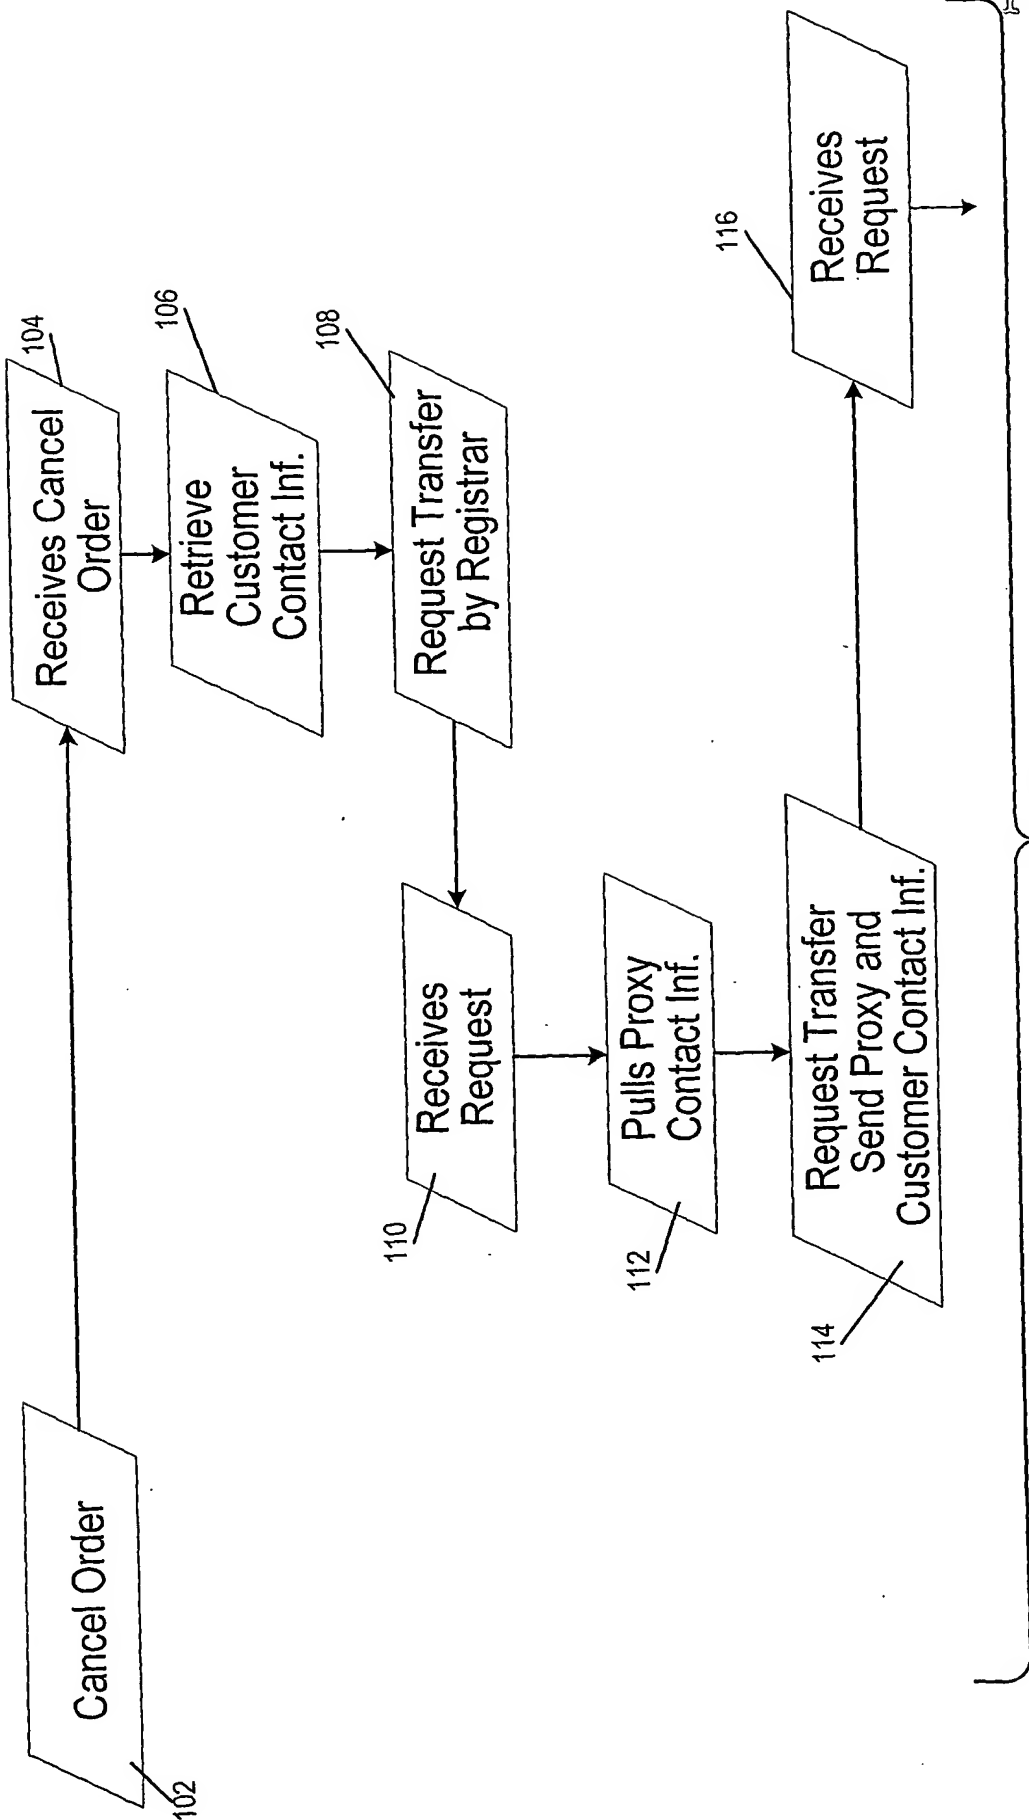 Cancel Order
102
Receives Cancel
Order
104
Retrieve
Customer
Contact Inf.
106
Request Transfer
by Registrar
108
Receives
Request
110
Pulls Proxy
Contact Inf.
112
Request Transfer
Send Proxy and
Customer Contact Inf.
114
Receives
Request
116